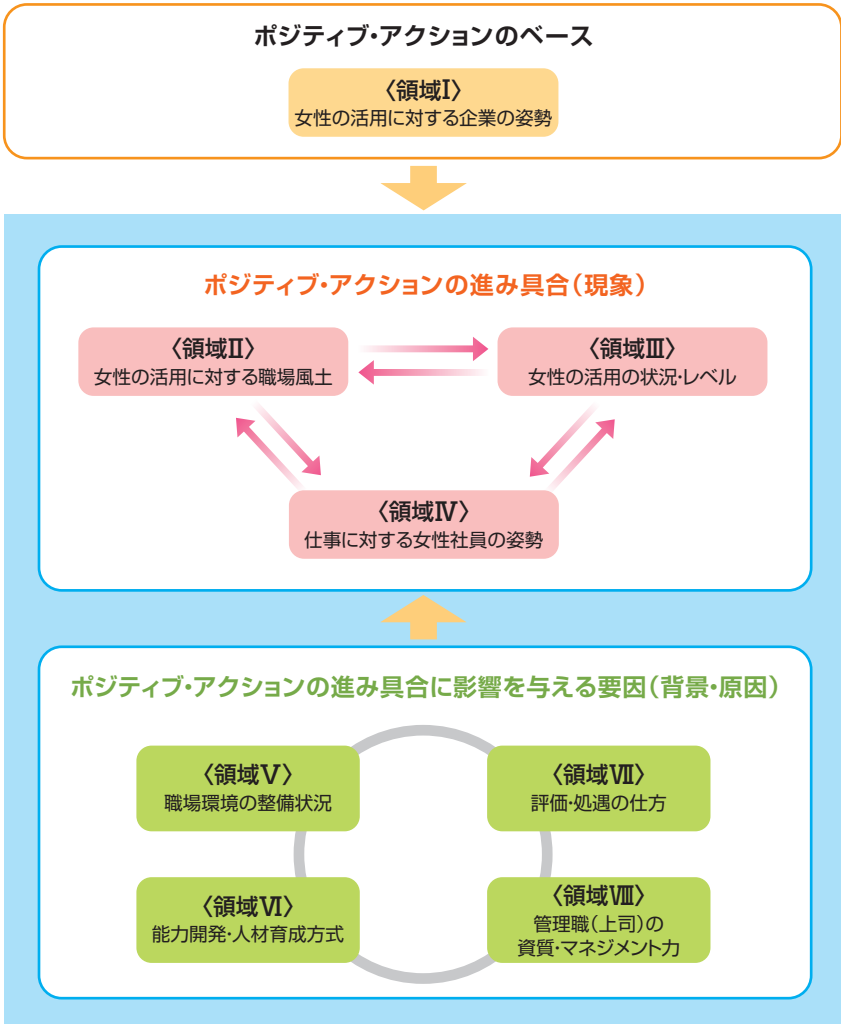 ポジティブ・アクションのベース
〈領域Ⅰ〉
女性の活用に対する企業の姿勢
ポジティブ・アクションの進み具合（現象）
〈領域Ⅱ〉
女性の活用に対する職場風土
〈領域Ⅲ〉
女性の活用の状況・レベル
〈領域Ⅳ〉
仕事に対する女性社員の姿勢
ポジティブ・アクションの進み具合に影響を与える要因（背景・原因）
〈領域Ⅴ〉
職場環境の整備状況
〈領域Ⅶ〉
評価・処遇の仕方
〈領域Ⅵ〉
能力開発・人材育成方式
〈領域Ⅷ〉
管理職（上司）の
資質・マネジメント力